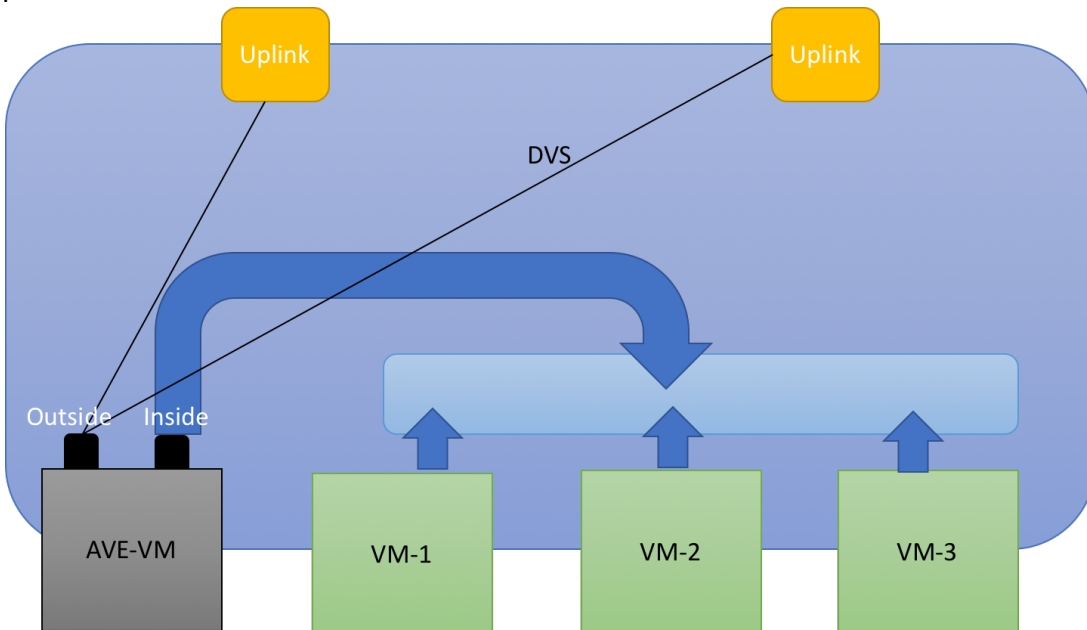 Uplink
Uplink
DVS
Outside
Inside
AVE-VM
VM-1
VM-2
VM-3